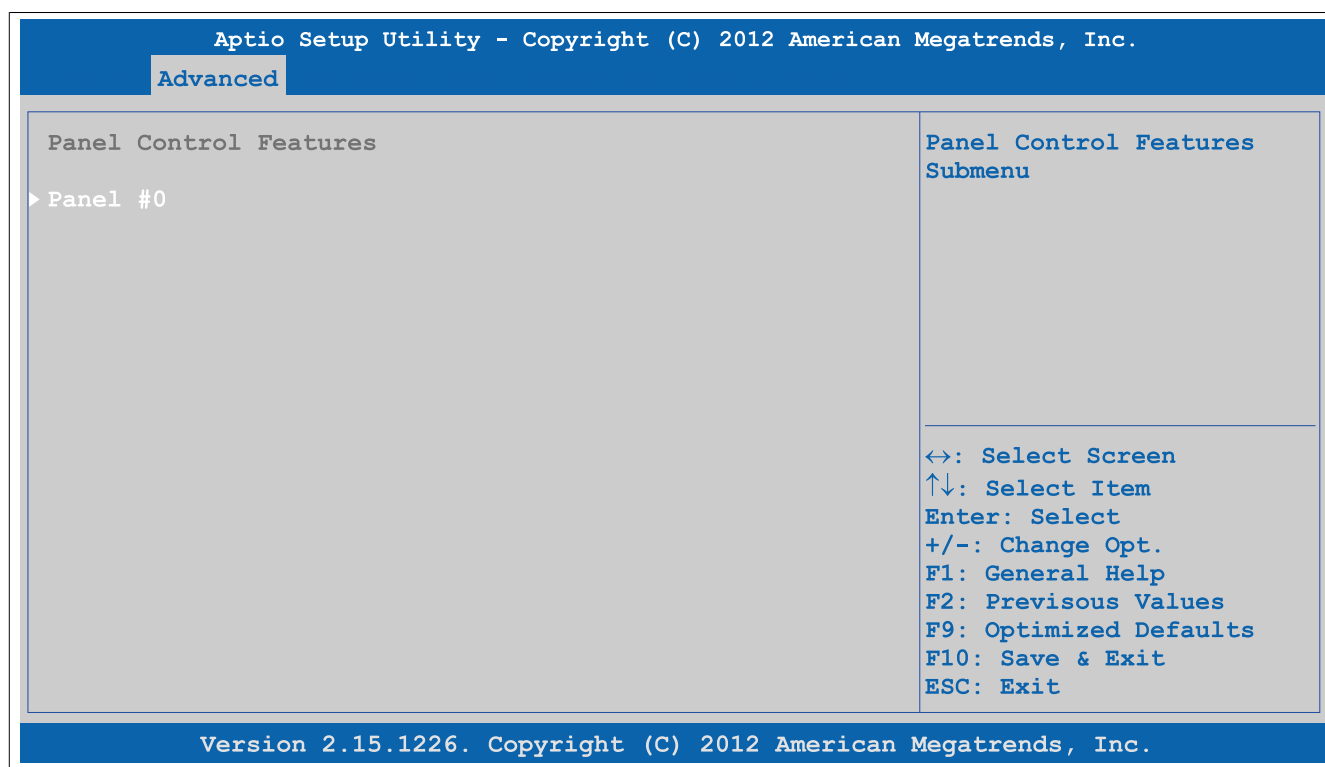 Aptio Setup Utility - Copyright (C) 2012 American Megatrends, Inc.
Advanced
Panel Control Features
Panel #0
Panel Control Features
Submenu
↔: Select Screen
↑↓: Select Item
Enter: Select
+/-: Change Opt.
F1: General Help
F2: Previsous Values
F9: Optimized Defaults
F10: Save & Exit
ESC: Exit
Version 2.15.1226. Copyright (C) 2012 American Megatrends, Inc.